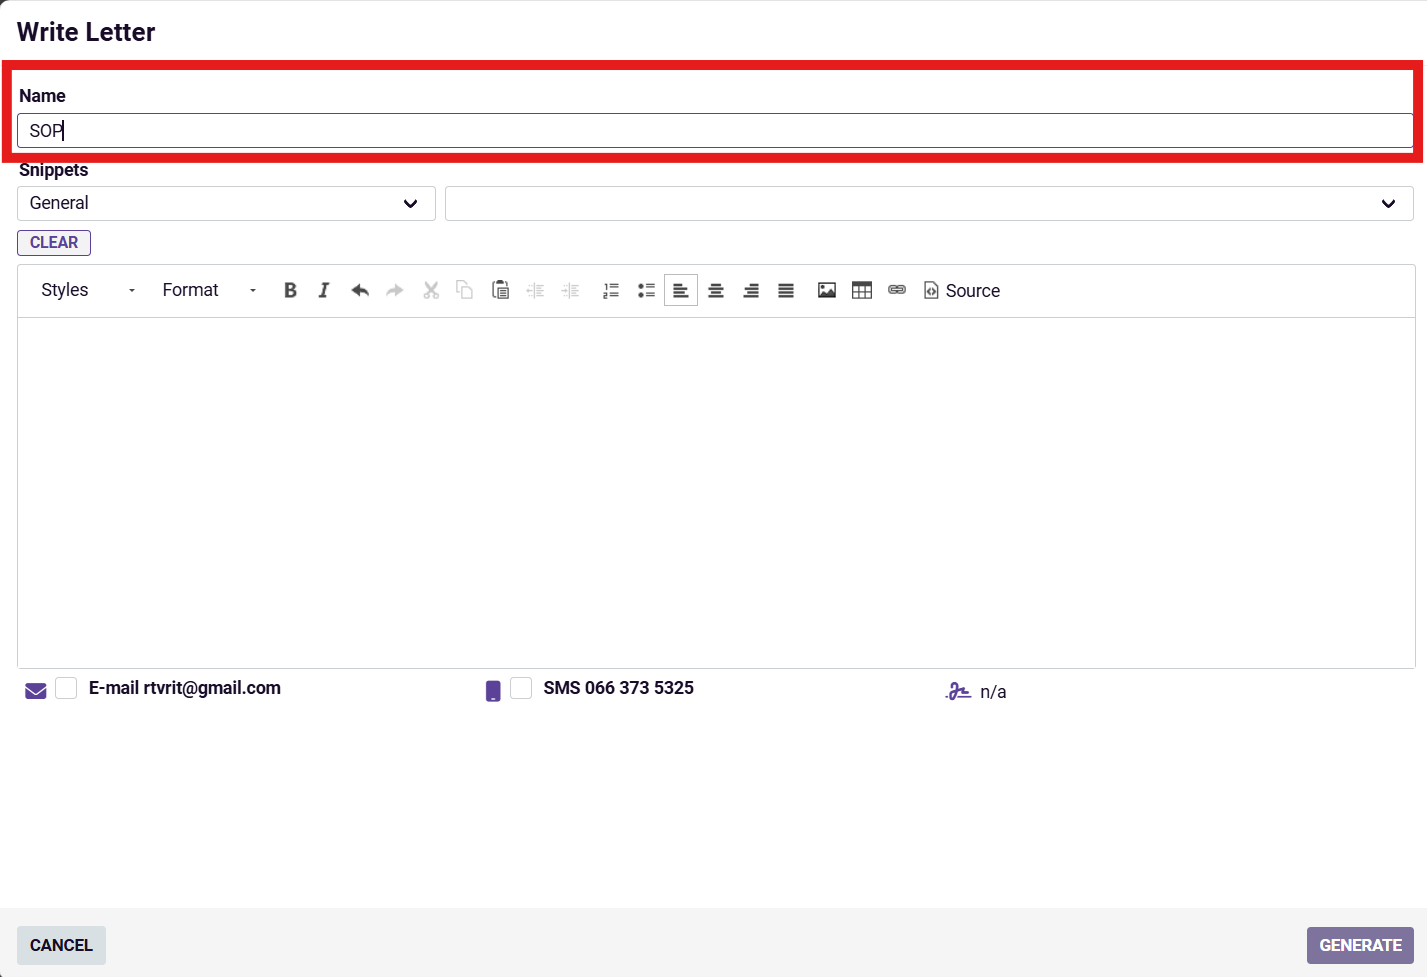 Write Letter
Name
SOP
Snippets
General
CLEAR
Styles Format B I Source
E-mail rtvrit@gmail.com SMS 066 373 5325 n/a
CANCEL GENERATE